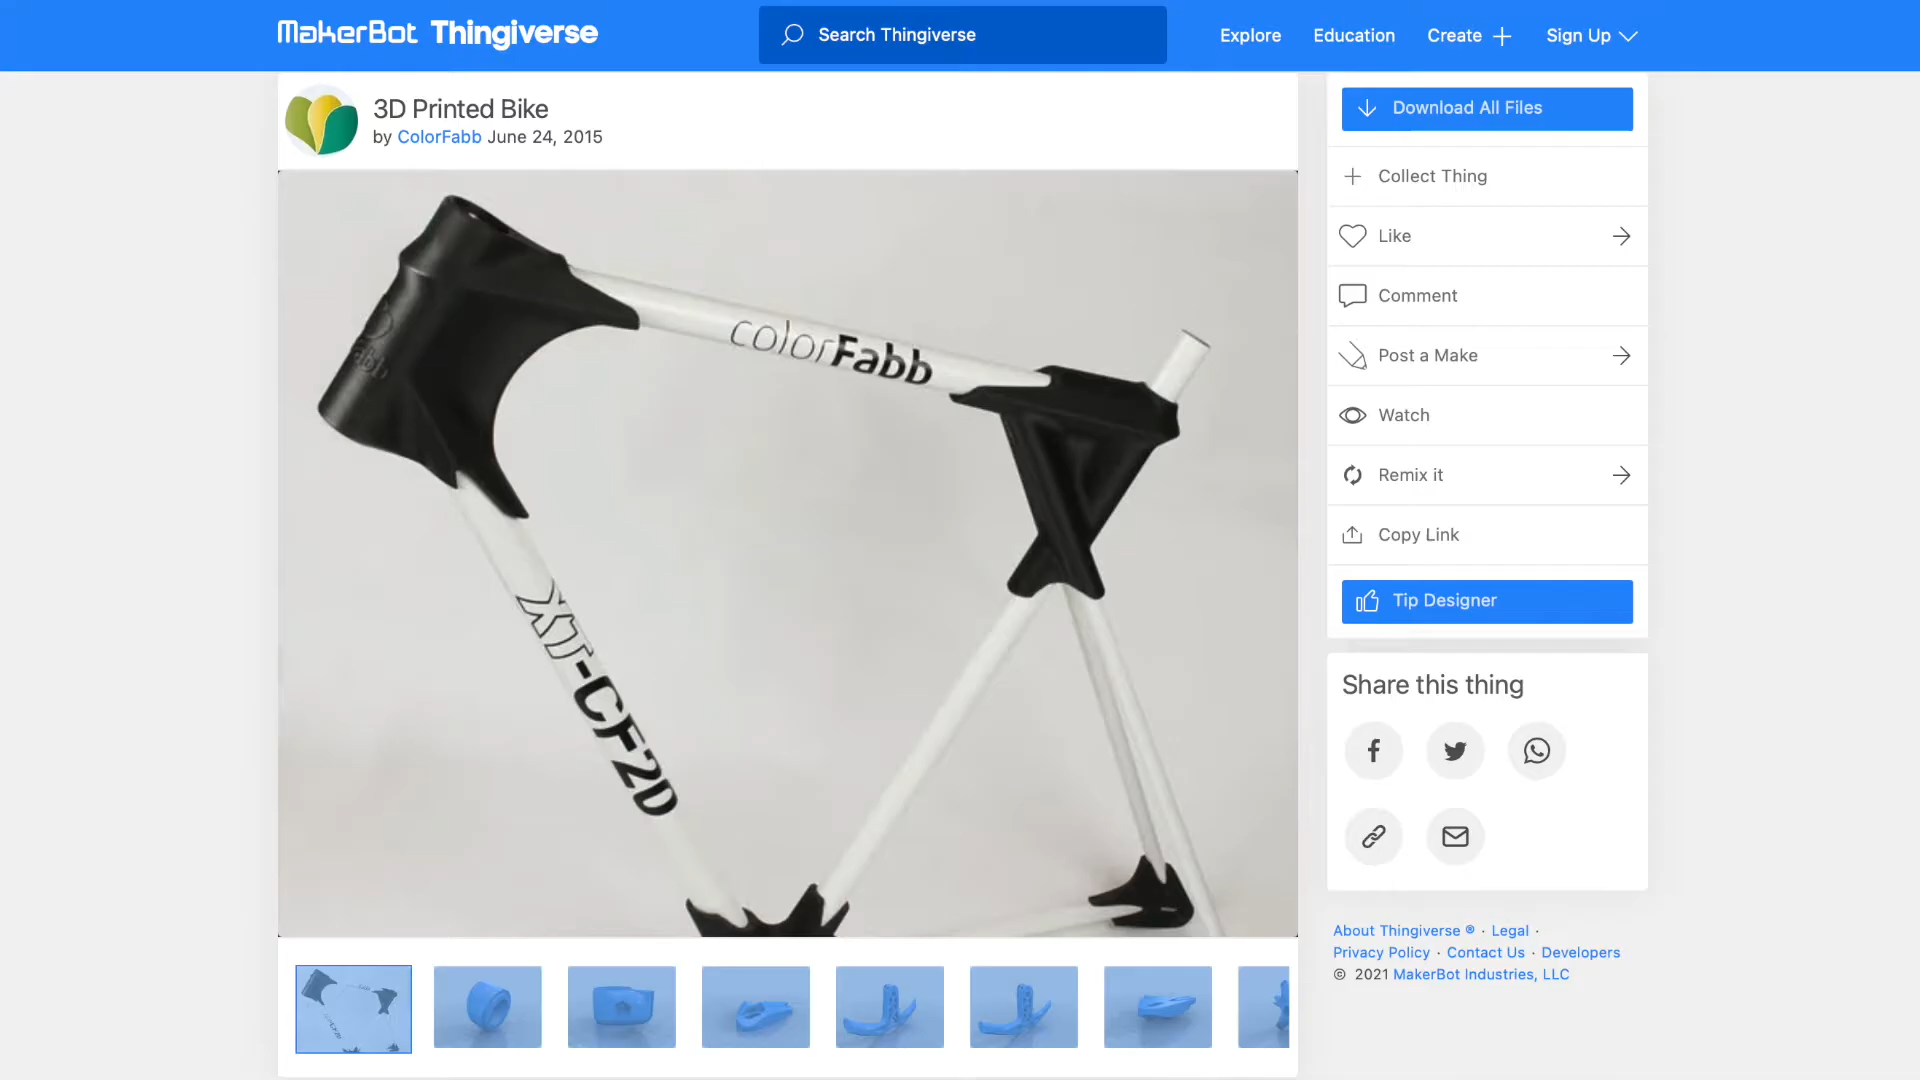 MakerBot Thingiverse
Search Thingiverse
Explore
Education
Create
Sign Up
3D Printed Bike
by ColorFabb June 24, 2015
colorFabb
XT-CF20
Download All Files
Collect Thing
Like
Comment
Post a Make
Watch
Remix it
Copy Link
Tip Designer
Share this thing
About Thingiverse ® · Legal ·
Privacy Policy · Contact Us · Developers
© 2021 MakerBot Industries, LLC